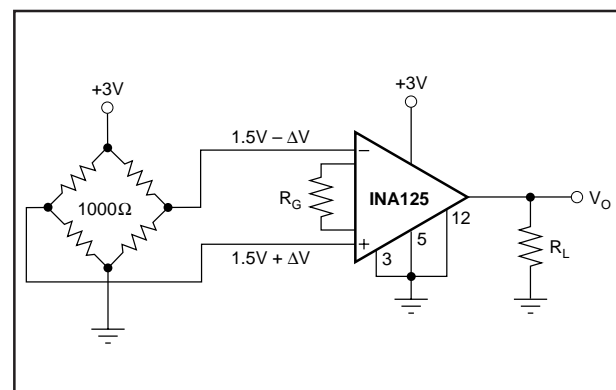 +3V
+3V
1.5V – ΔV
1000Ω
R_G
INA125
12
V_O
5
3
R_L
1.5V + ΔV